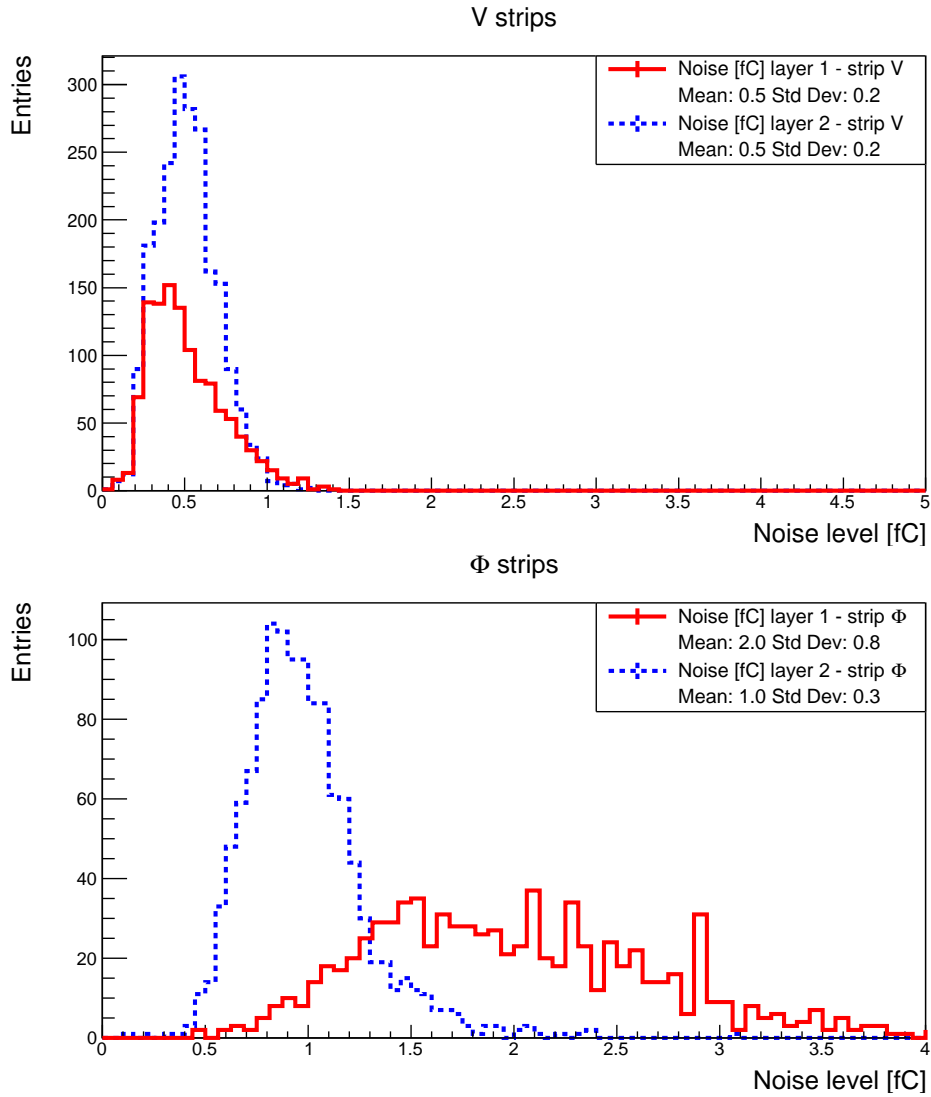 V strips
Entries
300
250
200
150
100
50
0
Noise [fC] layer 1 - strip V
Mean: 0.5 Std Dev: 0.2
Noise [fC] layer 2 - strip V
Mean: 0.5 Std Dev: 0.2
0 0.5 1 1.5 2 2.5 3 3.5 4 4.5 5
Noise level [fC]
Φ strips
Entries
100
80
60
40
20
0
Noise [fC] layer 1 - strip Φ
Mean: 2.0 Std Dev: 0.8
Noise [fC] layer 2 - strip Φ
Mean: 1.0 Std Dev: 0.3
0 0.5 1 1.5 2 2.5 3 3.5 4
Noise level [fC]